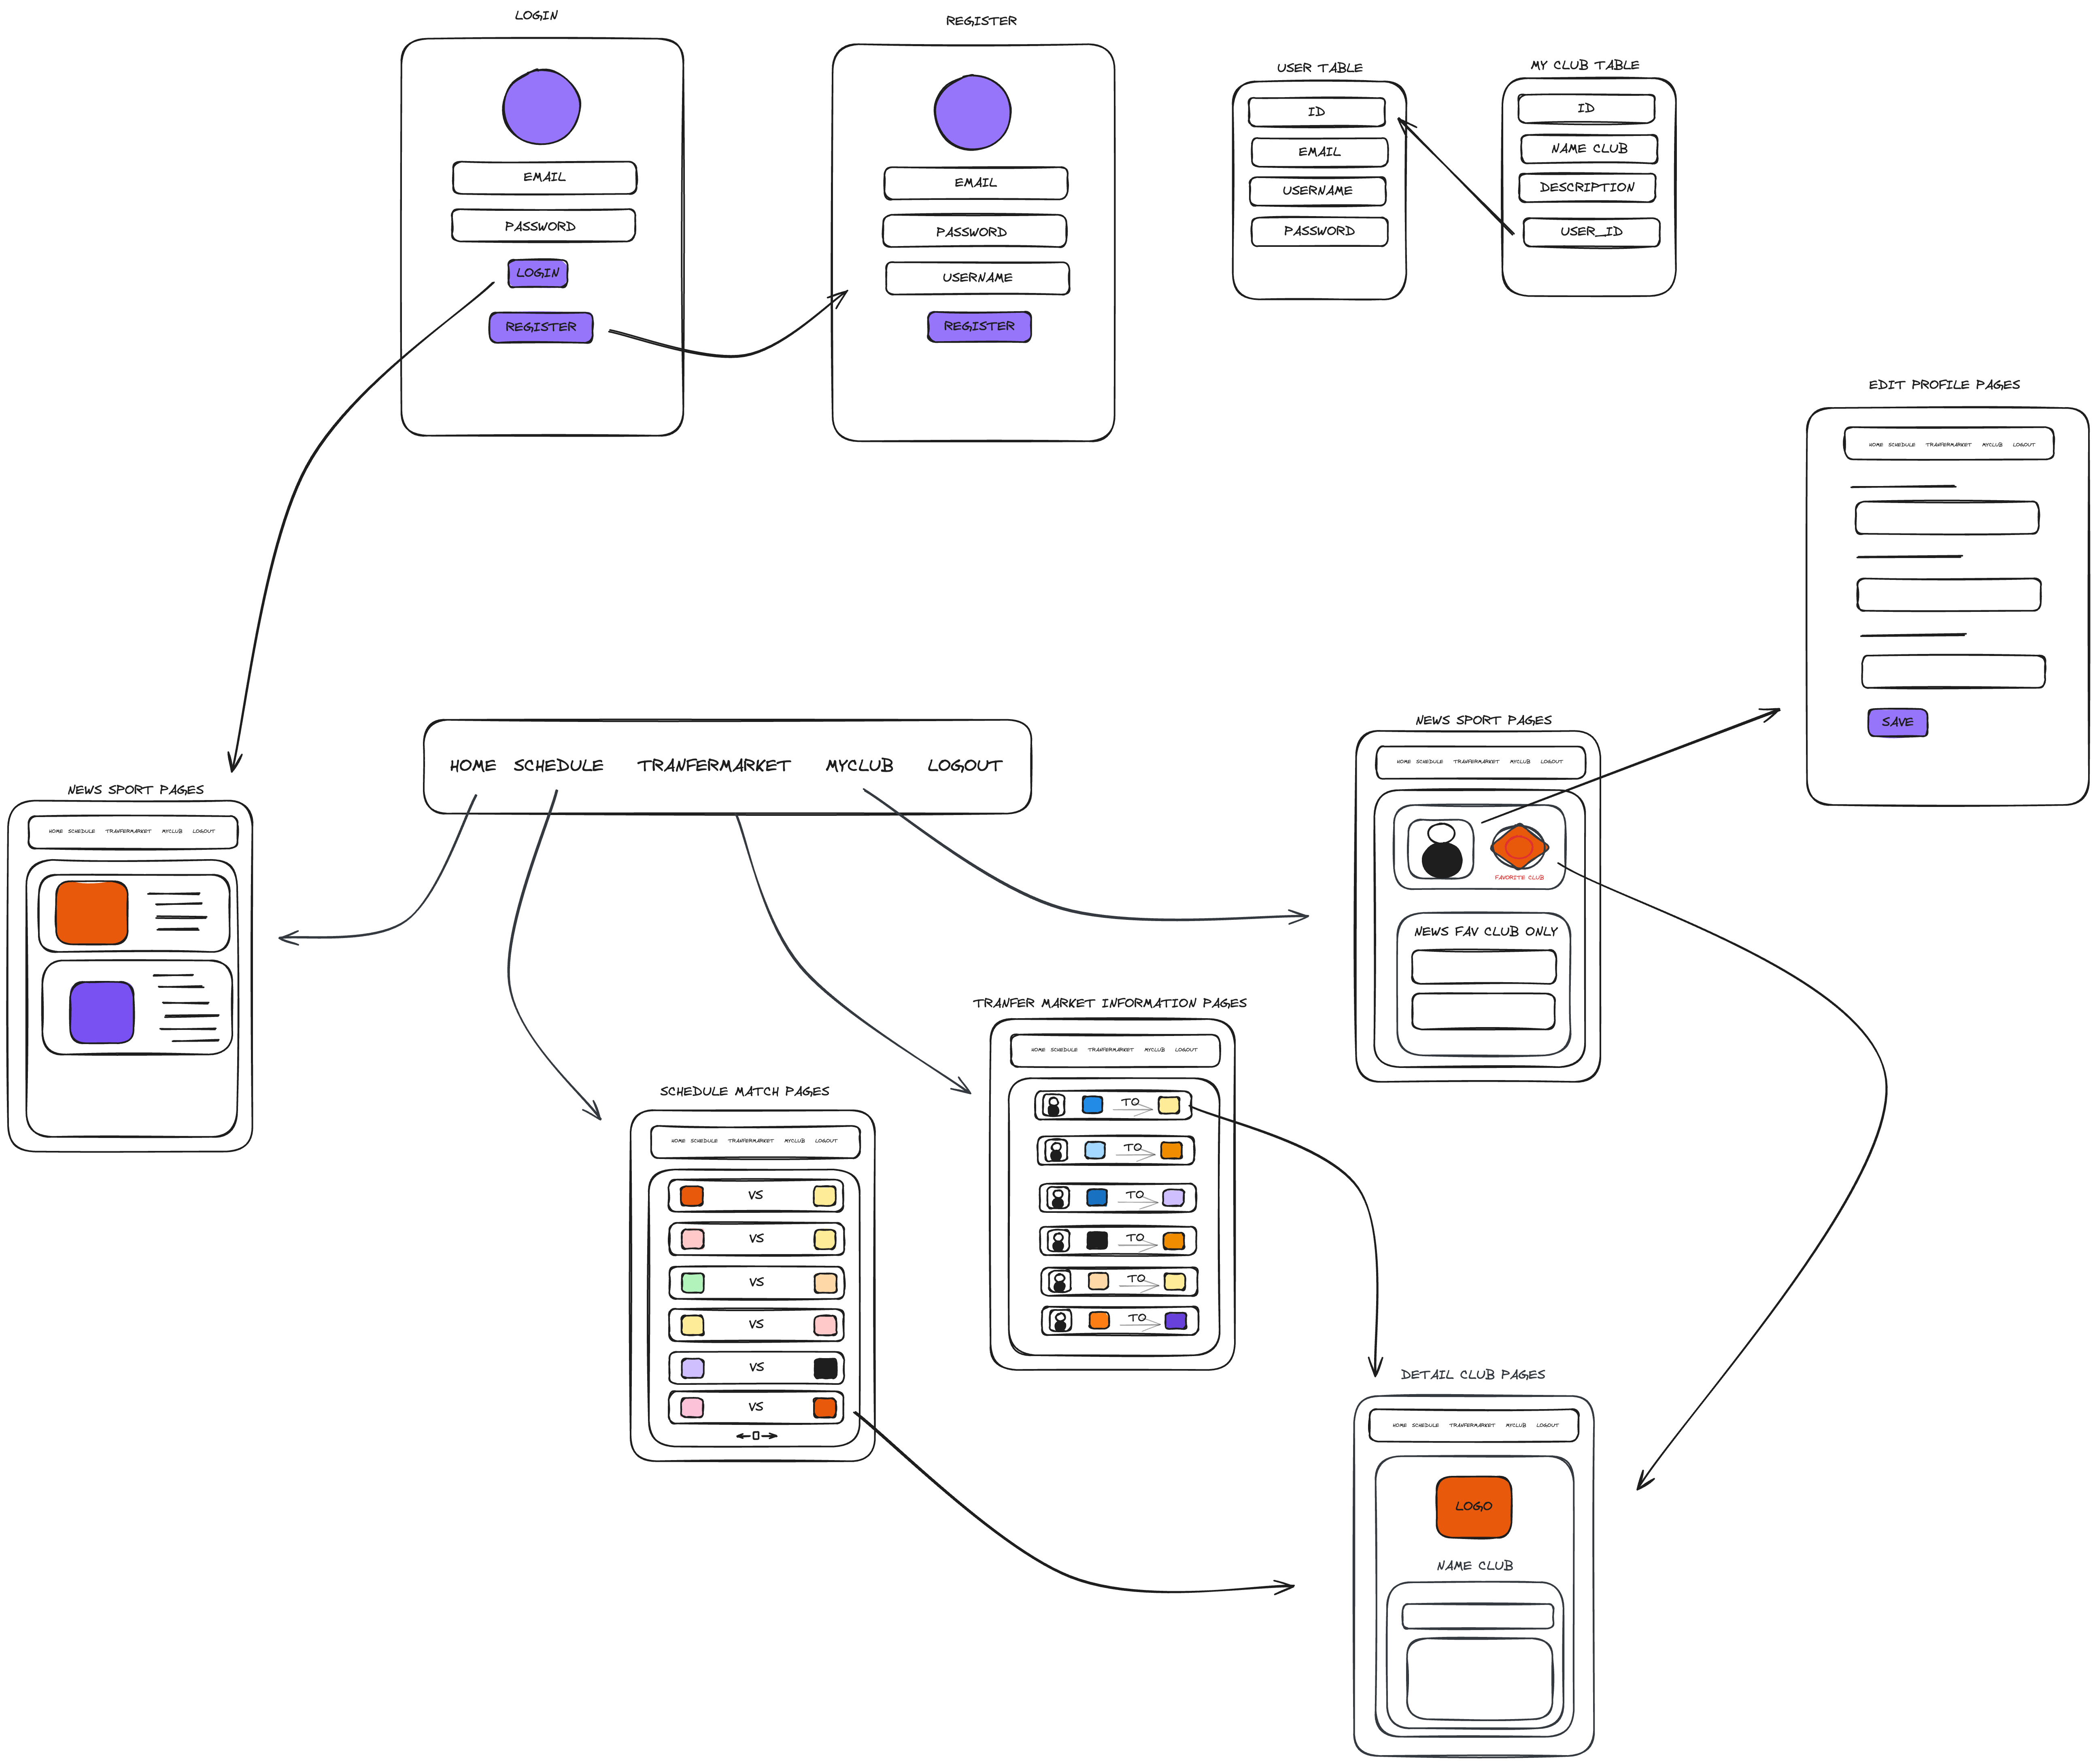 LOGIN
EMAIL
PASSWORD
LOGIN
REGISTER
REGISTER
EMAIL
PASSWORD
USERNAME
REGISTER
USER TABLE
ID
EMAIL
USERNAME
PASSWORD
MY CLUB TABLE
ID
NAME CLUB
DESCRIPTION
USER_ID
EDIT PROFILE PAGES
HOME SCHEDULE TRANFERMARKET MYCLUB LOGOUT
SAVE
HOME SCHEDULE TRANFERMARKET MYCLUB LOGOUT
NEWS SPORT PAGES
HOME SCHEDULE TRANFERMARKET MYCLUB LOGOUT
NEWS SPORT PAGES
HOME SCHEDULE TRANFERMARKET MYCLUB LOGOUT
FAVORITE CLUB
NEWS FAV CLUB ONLY
TRANFER MARKET INFORMATION PAGES
HOME SCHEDULE TRANFERMARKET MYCLUB LOGOUT
TO
TO
TO
TO
TO
TO
SCHEDULE MATCH PAGES
HOME SCHEDULE TRANFERMARKET MYCLUB LOGOUT
VS
VS
VS
VS
VS
VS
DETAIL CLUB PAGES
HOME SCHEDULE TRANFERMARKET MYCLUB LOGOUT
LOGO
NAME CLUB